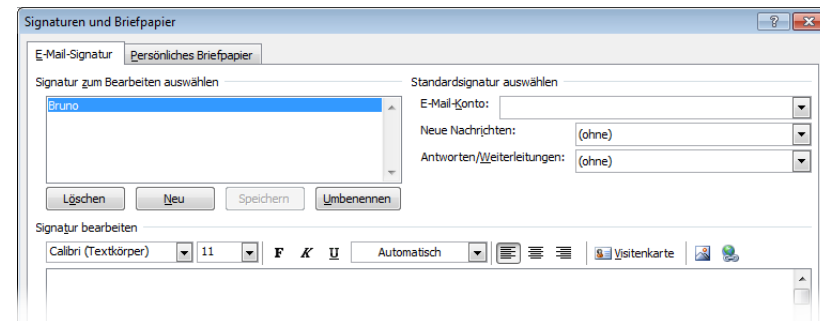 Signaturen und Briefpapier
E-Mail-Signatur Persönliches Briefpapier
Signatur zum Bearbeiten auswählen Standardsignatur auswählen
Bruno E-Mail-Konto:
Neue Nachrichten: (ohne)
Antworten/Weiterleitungen: (ohne)
Löschen Neu Speichern Umbenennen
Signatur bearbeiten
Calibri (Textkörper) 11 F K U Automatisch Visitenkarte